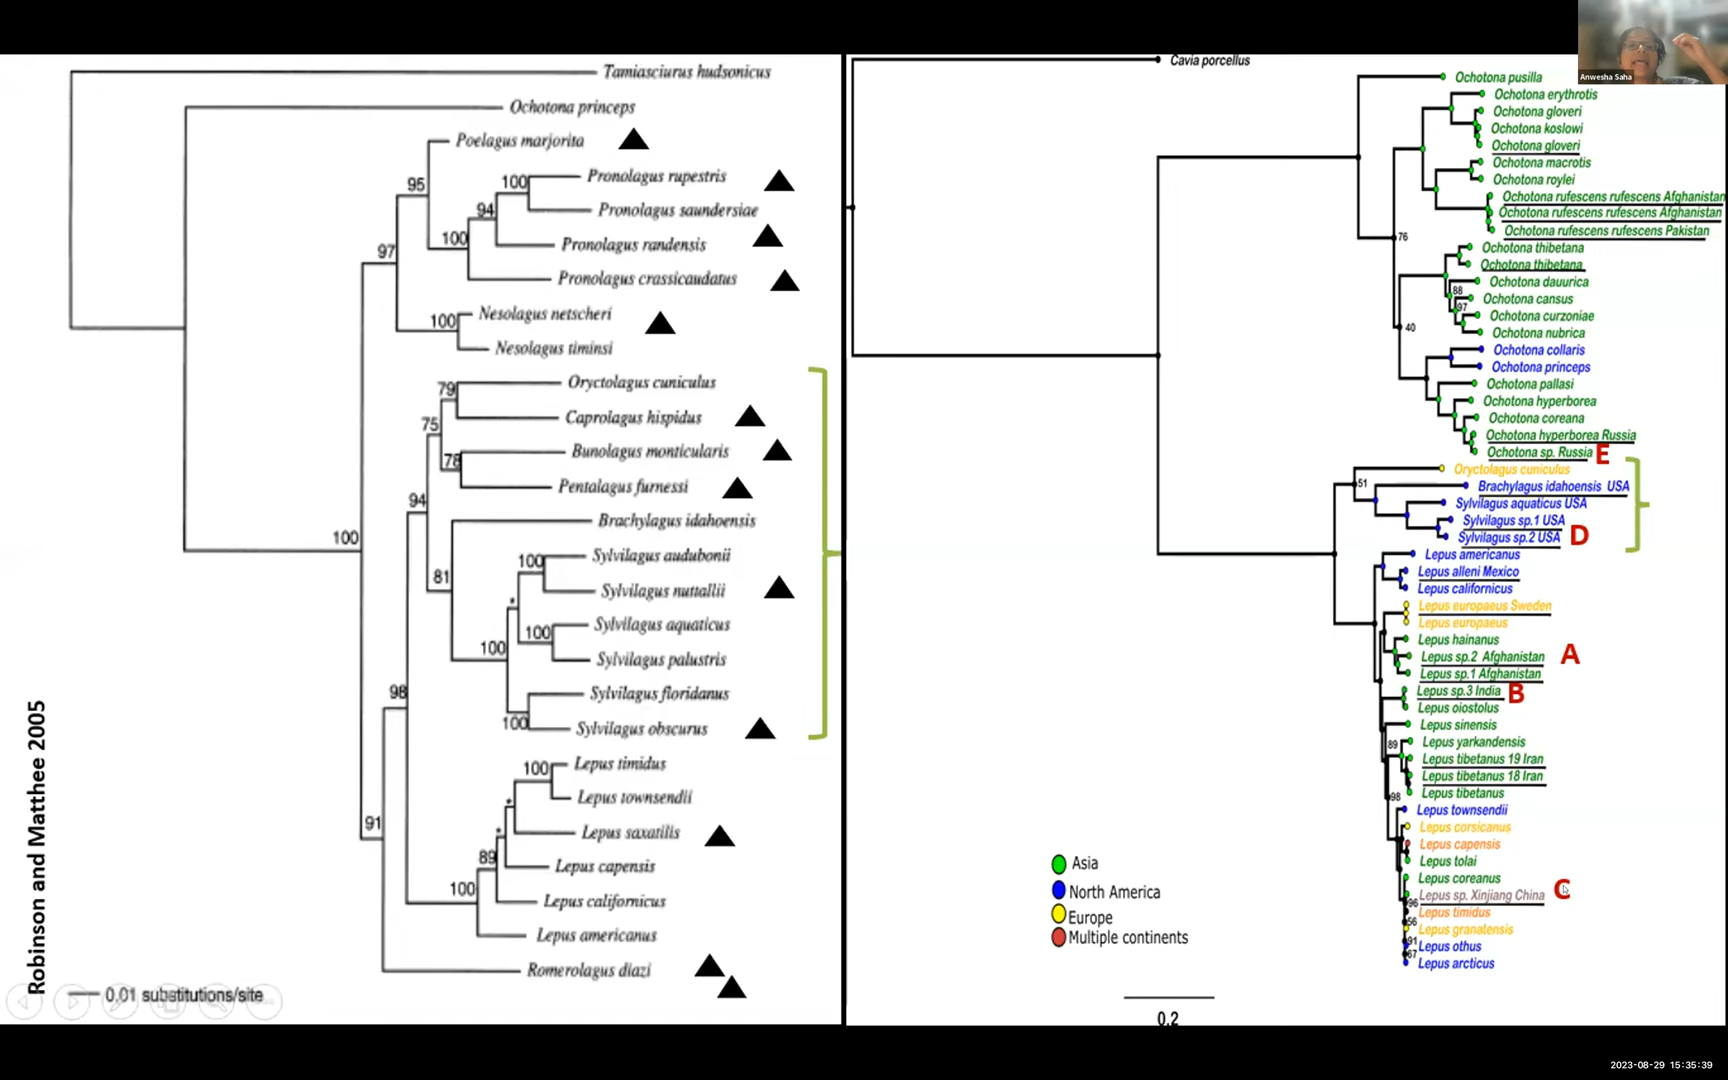 Tamiasciurus hudsonicus
Ochotona princeps
Poelagus marjorita
95
100
Pronolagus rupestris
94
Pronolagus saundersiae
100
Pronolagus randensis
97
Pronolagus crassicaudatus
100
Nesolagus netscheri
Nesolagus timinsi
79
Oryctolagus cuniculus
75
Caprolagus hispidus
78
Bunolagus monticularis
Pentalagus furnessi
94
Brachylagus idahoensis
100
100
Sylvilagus audubonii
81
*
Sylvilagus nuttallii
100
Sylvilagus aquaticus
100
Sylvilagus palustris
98
Sylvilagus floridanus
100
Sylvilagus obscurus
100
Lepus timidus
*
Lepus townsendii
91
*
Lepus saxatilis
89
Lepus capensis
100
Lepus californicus
Lepus americanus
Romerolagus diazi
0.01 substitutions/site
Robinson and Matthee 2005
Cavia porcellus
Ochotona pusilla
Ochotona erythrotis
Ochotona gloveri
Ochotona koslowi
Ochotona gloveri
Ochotona macrotis
Ochotona roylei
Ochotona rufescens rufescens Afghanistan
Ochotona rufescens rufescens Afghanistan
Ochotona rufescens rufescens Pakistan
76
Ochotona thibetana
Ochotona thibetana
Ochotona dauurica
88
Ochotona cansus
97
Ochotona curzoniae
40
Ochotona nubrica
Ochotona collaris
Ochotona princeps
Ochotona pallasi
Ochotona hyperborea
Ochotona coreana
Ochotona hyperborea Russia
Ochotona sp. Russia E
Oryctolagus cuniculus
51
Brachylagus idahoensis USA
Sylvilagus aquaticus USA
Sylvilagus sp.1 USA
Sylvilagus sp.2 USA D
Lepus americanus
Lepus alleni Mexico
Lepus californicus
Lepus europaeus Sweden
Lepus europaeus
Lepus hainanus
Lepus sp.2 Afghanistan A
Lepus sp.1 Afghanistan
Lepus sp.3 India B
Lepus oiostolus
Lepus sinensis
89
Lepus yarkandensis
Lepus tibetanus 19 Iran
Lepus tibetanus 18 Iran
98
Lepus tibetanus
Lepus townsendii
Lepus corsicanus
Lepus capensis
Lepus tolai
Lepus coreanus
Lepus sp. Xinjiang China C
96
Lepus timidus
56
Lepus granatensis
91
Lepus othus
67
Lepus arcticus
Asia
North America
Europe
Multiple continents
0.2
Anwesha Saha
2023-08-29 15:35:39